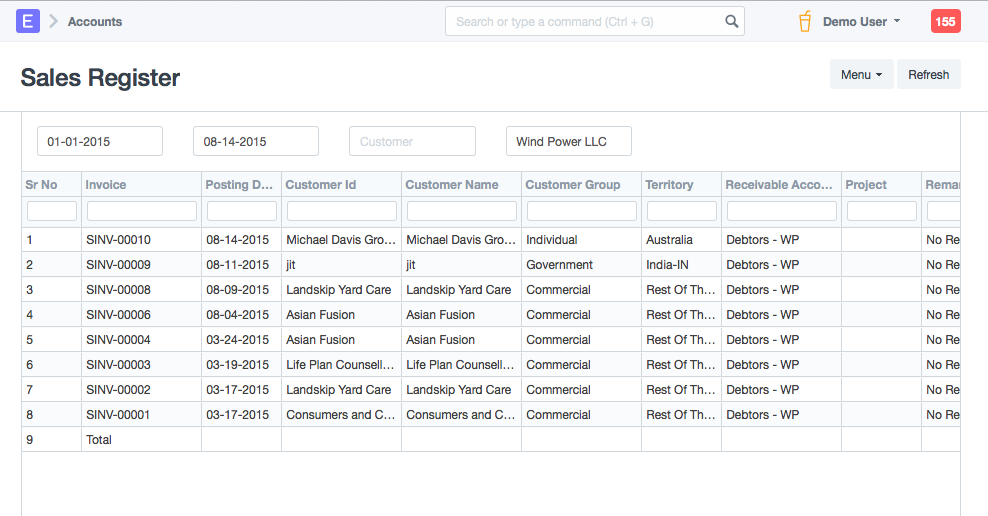 E Accounts Search or type a command (Ctrl + G) Demo User 155
Sales Register Menu Refresh
01-01-2015 08-14-2015 Customer Wind Power LLC
Sr No Invoice Posting D... Customer Id Customer Name Customer Group Territory Receivable Acco... Project Rema
1 SINV-00010 08-14-2015 Michael Davis Gro... Michael Davis Gro... Individual Australia Debtors - WP No Re
2 SINV-00009 08-11-2015 jit jit Government India-IN Debtors - WP No Re
3 SINV-00008 08-09-2015 Landskip Yard Care Landskip Yard Care Commercial Rest Of Th... Debtors - WP No Re
4 SINV-00006 08-04-2015 Asian Fusion Asian Fusion Commercial Rest Of Th... Debtors - WP No Re
5 SINV-00004 03-24-2015 Asian Fusion Asian Fusion Commercial Rest Of Th... Debtors - WP No Re
6 SINV-00003 03-19-2015 Life Plan Counsell... Life Plan Counsell... Commercial Rest Of Th... Debtors - WP No Re
7 SINV-00002 03-17-2015 Landskip Yard Care Landskip Yard Care Commercial Rest Of Th... Debtors - WP No Re
8 SINV-00001 03-17-2015 Consumers and C... Consumers and C... Commercial Rest Of Th... Debtors - WP No Re
9 Total